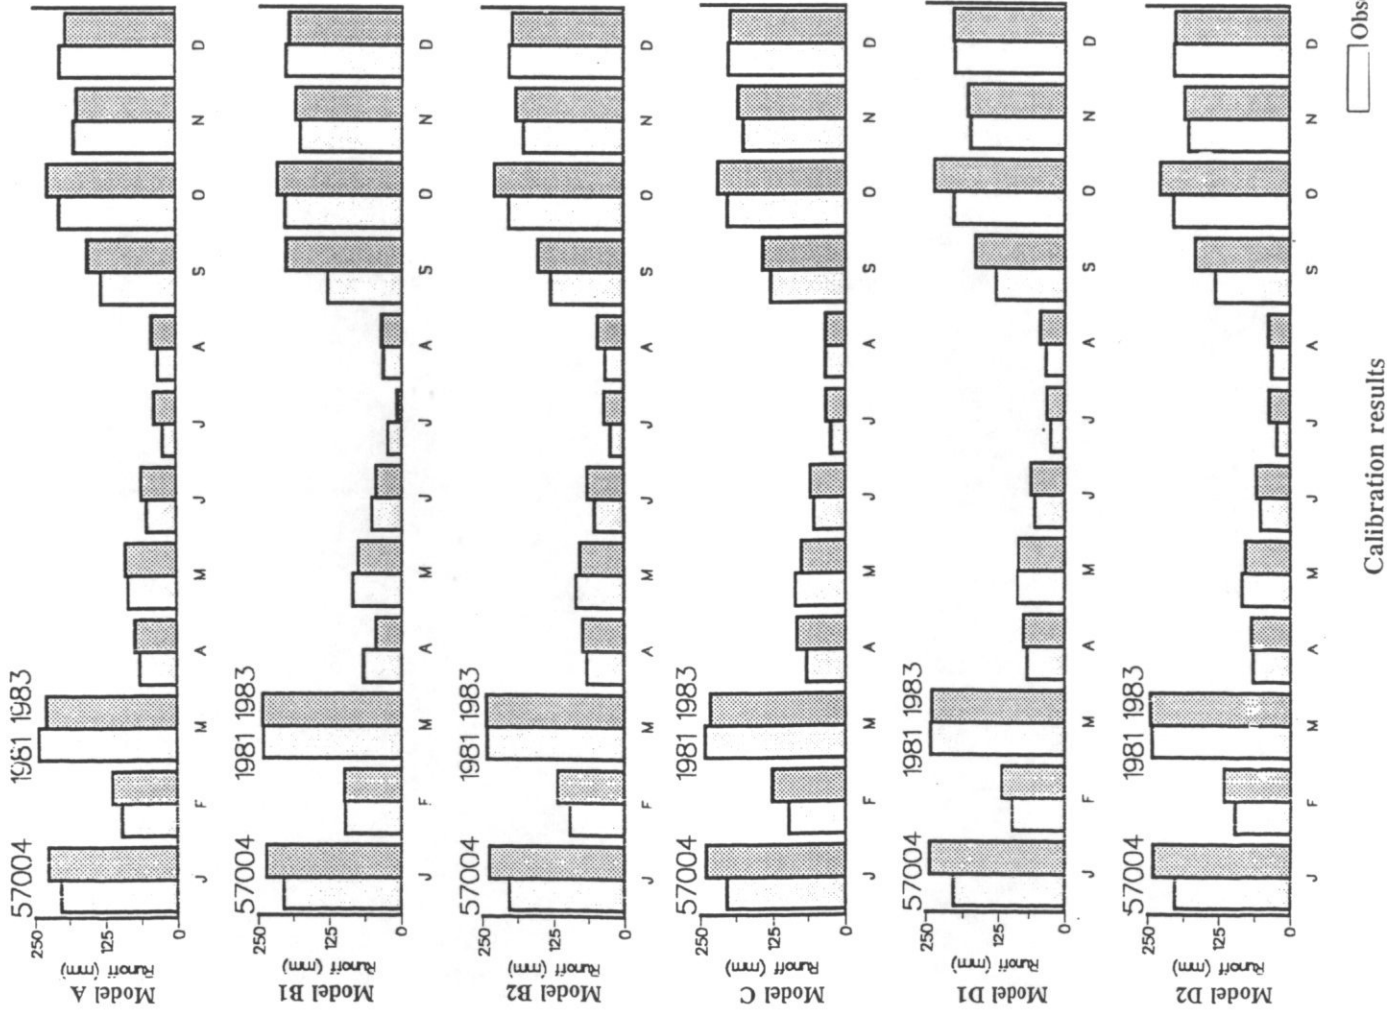 57004 1981 1983
Model A
Runoff (mm)
250
125
0
J F M A M J J A S O N D
57004 1981 1983
Model B1
Runoff (mm)
250
125
0
J F M A M J J A S O N D
57004 1981 1983
Model B2
Runoff (mm)
250
125
0
J F M A M J J A S O N D
57004 1981 1983
Model C
Runoff (mm)
250
125
0
J F M A M J J A S O N D
57004 1981 1983
Model D1
Runoff (mm)
250
125
0
J F M A M J J A S O N D
57004 1981 1983
Model D2
Runoff (mm)
250
125
0
J F M A M J J A S O N D
Obs
Calibration results